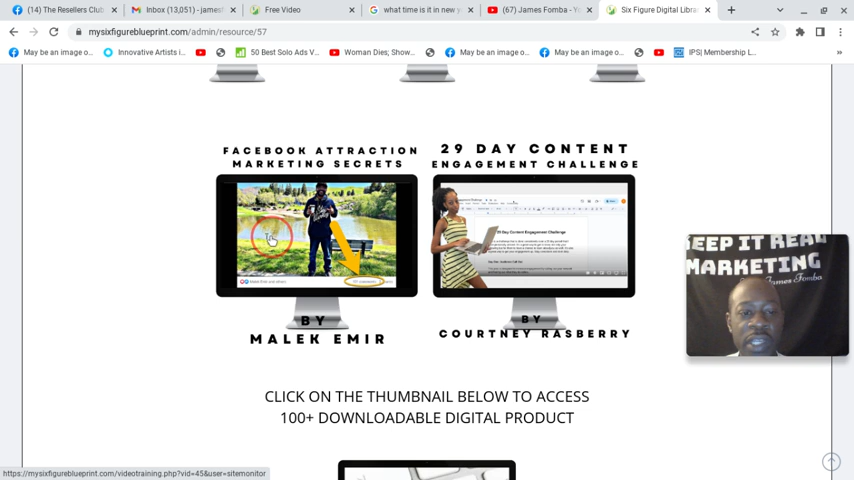 (14) The Resellers Club
Inbox (13,051) - jamesf
Free Video
what time is it in new y
(67) James Fomba - Yo
Six Figure Digital Libra
mysixfigureblueprint.com/admin/resource/57
May be an image o...
Innovative Artists i...
50 Best Solo Ads V...
Woman Dies; Show...
May be an image o...
May be an image o...
IPS| Membership L...
FACEBOOK ATTRACTION
MARKETING SECRETS
29 DAY CONTENT
ENGAGEMENT CHALLENGE
BY
MALEK EMIR
BY
COURTNEY RASBERRY
KEEP IT REAL
MARKETING
James Fomba
CLICK ON THE THUMBNAIL BELOW TO ACCESS
100+ DOWNLOADABLE DIGITAL PRODUCT
https://mysixfigureblueprint.com/videotraining.php?vid=45&user=sitemonitor